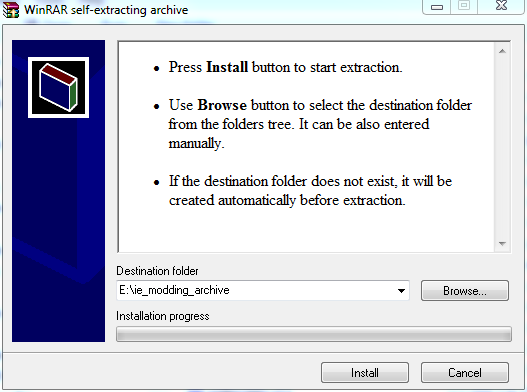 WinRAR self-extracting archive
• Press Install button to start extraction.
• Use Browse button to select the destination folder
from the folders tree. It can be also entered
manually.
• If the destination folder does not exist, it will be
created automatically before extraction.
Destination folder
E:\ie_modding_archive
Browse...
Installation progress
Install
Cancel